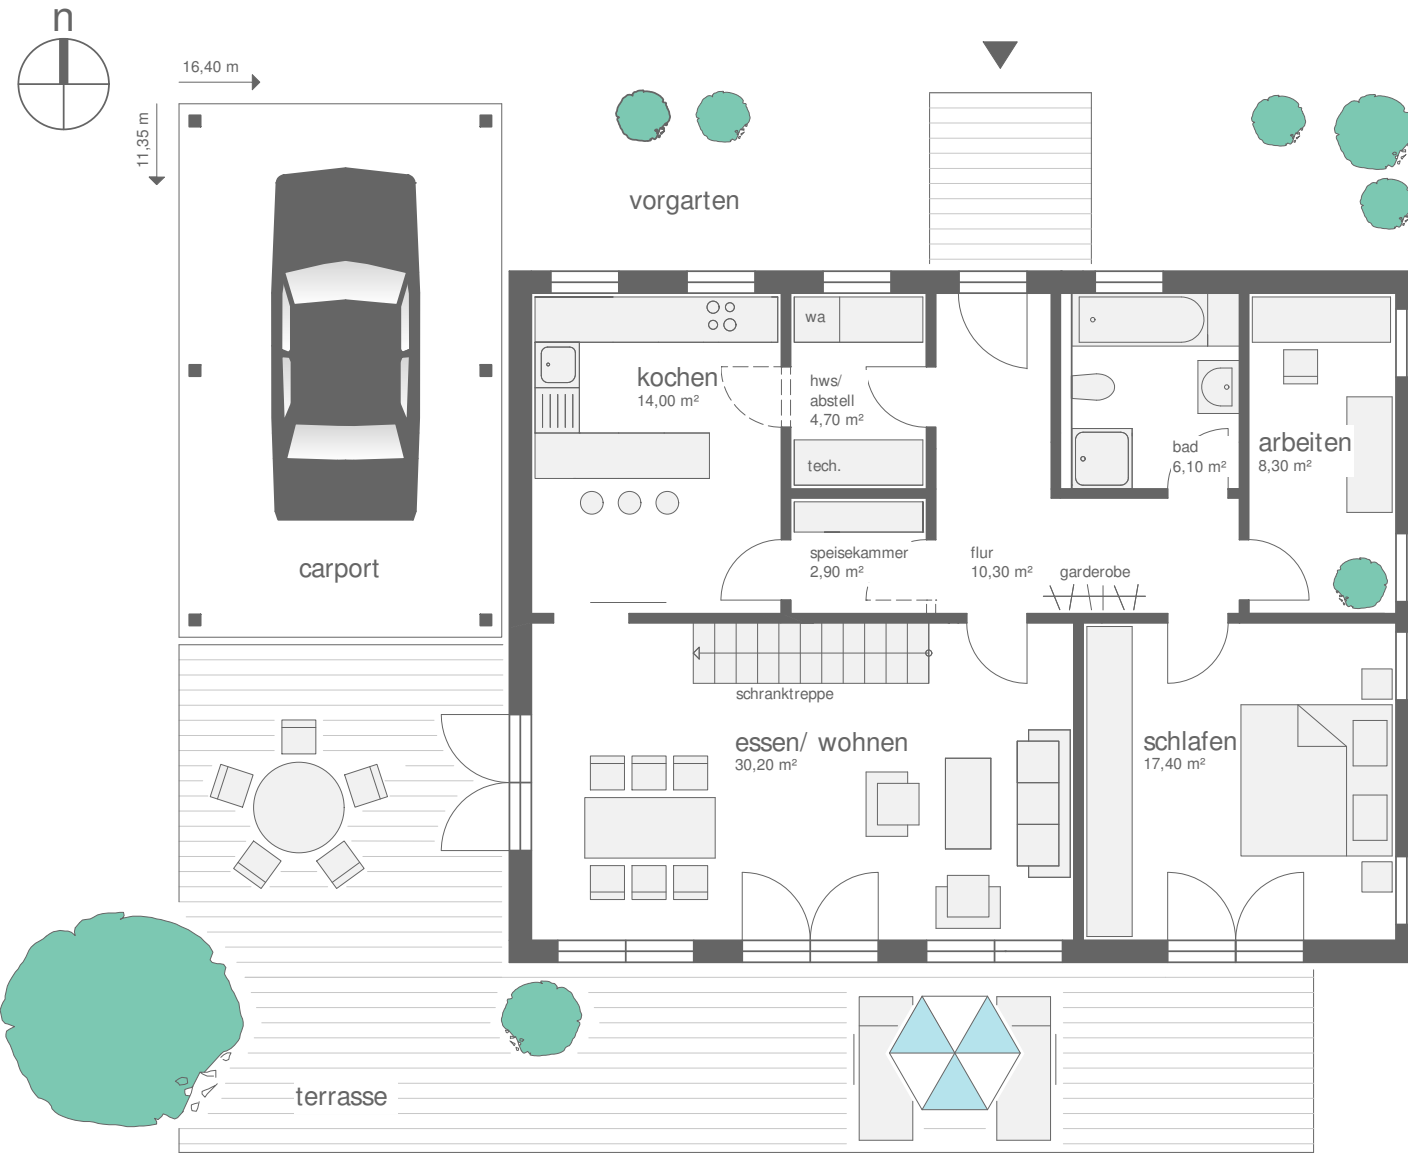 n
16,40 m
11,35 m
vorgarten
wa
kochen
14,00 m²
hws/
abstell
4,70 m²
tech.
bad
6,10 m²
arbeiten
8,30 m²
speisekammer
2,90 m²
flur
10,30 m²
garderobe
carport
schranktreppe
essen/ wohnen
30,20 m²
schlafen
17,40 m²
terrasse